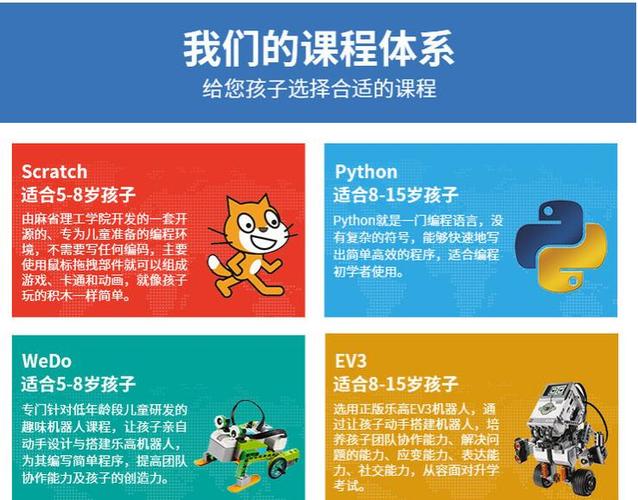 我们的课程体系
给您孩子选择合适的课程
Scratch
适合5-8岁孩子
由麻省理工学院开发的一套开
源的、专为儿童准备的编程环
境，不需要写任何编码，主要
使用鼠标拖拽部件就可以组成
游戏、卡通和动画，就像孩子
玩的积木一样简单。
Python
适合8-15岁孩子
Python就是一门编程语言，没
有复杂的符号，能够快速地写
出简单高效的程序，适合编程
初学者使用。
WeDo
适合5-8岁孩子
专门针对低年龄段儿童研发的
趣味机器人课程，让孩子亲自
动手设计与搭建乐高机器人，
为其编写简单程序，提高团队
协作能力及孩子的创造力。
EV3
适合8-15岁孩子
选用正版乐高EV3机器人，通
过让孩子动手搭建机器人，培
养孩子团队协作能力、解决问
题的能力、应变能力、表达能
力、社交能力，从容面对升学
考试。